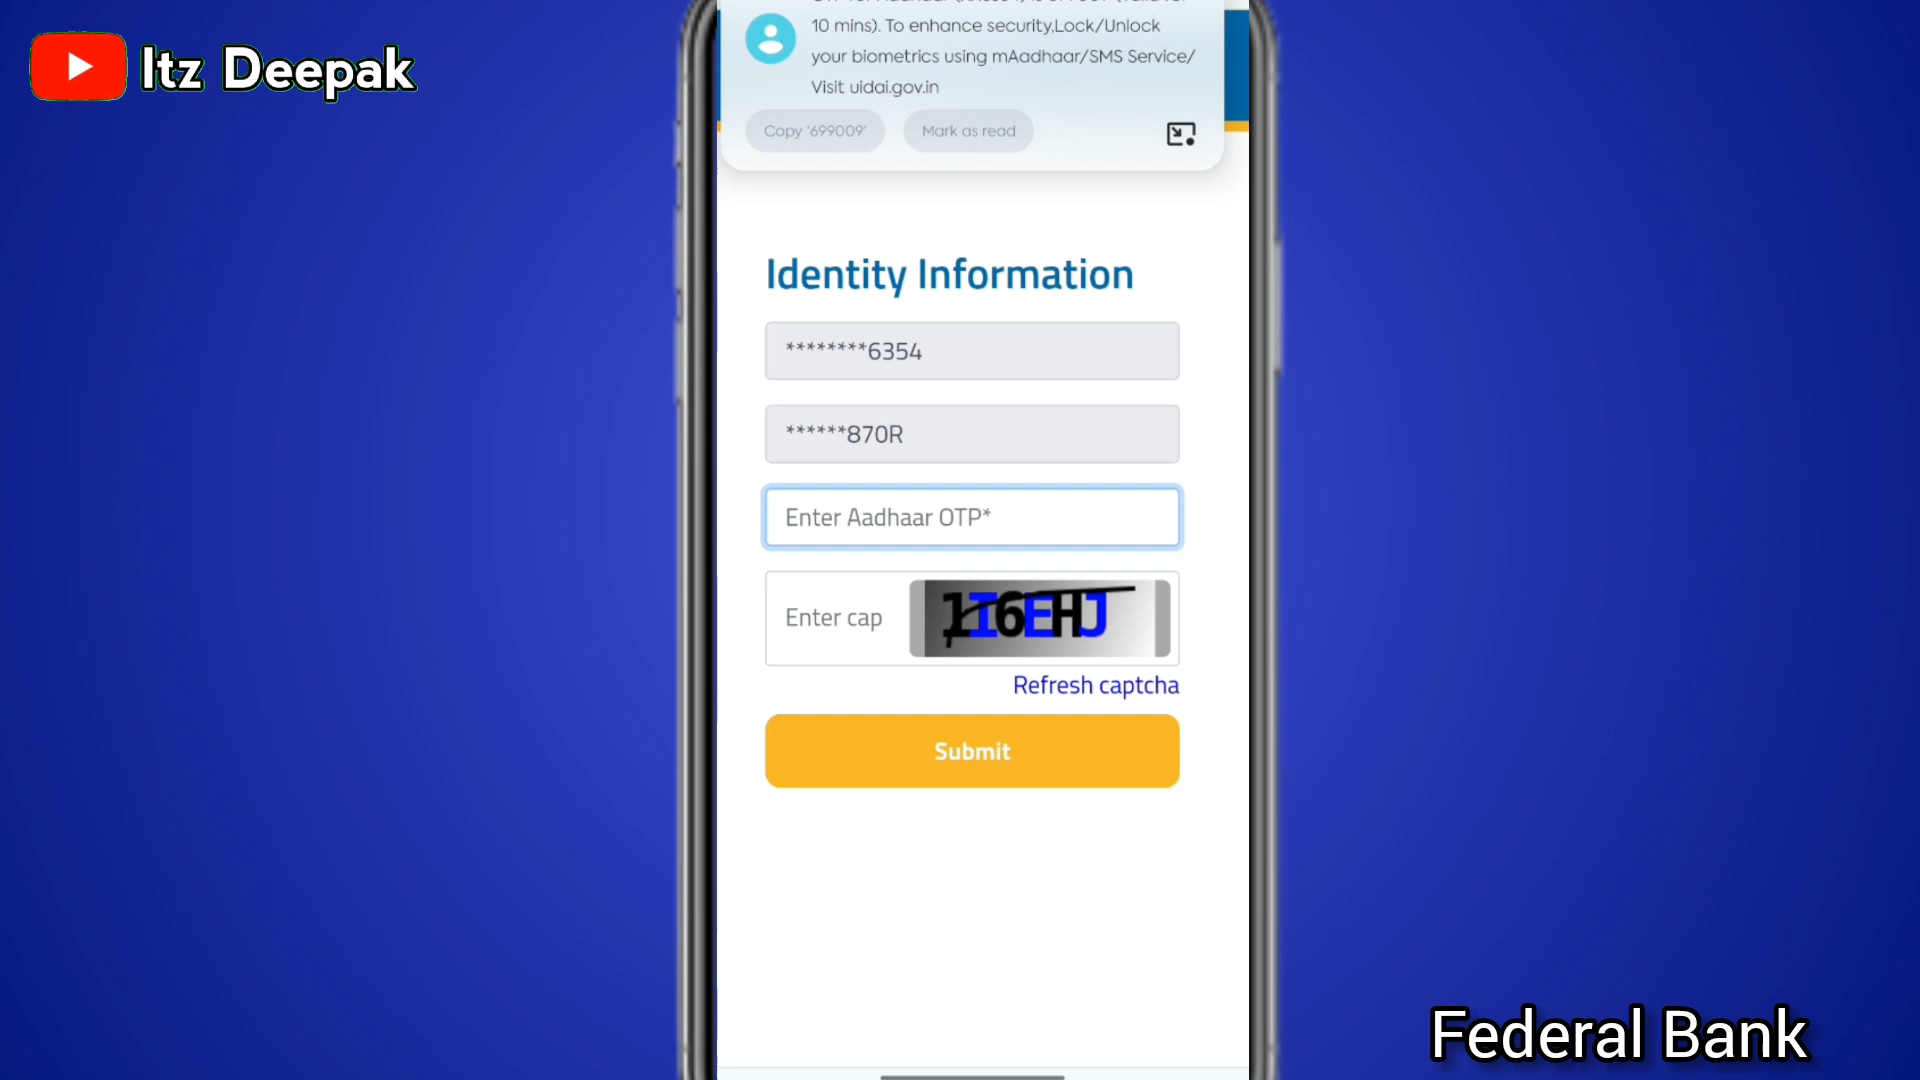 Itz Deepak
10 mins). To enhance security,Lock/Unlock
your biometrics using mAadhaar/SMS Service/
Visit uidai.gov.in
Copy '699009'
Mark as read
Identity Information
********6354
******870R
Enter Aadhaar OTP*
Enter cap
1I6EHJ
Refresh captcha
Submit
Federal Bank